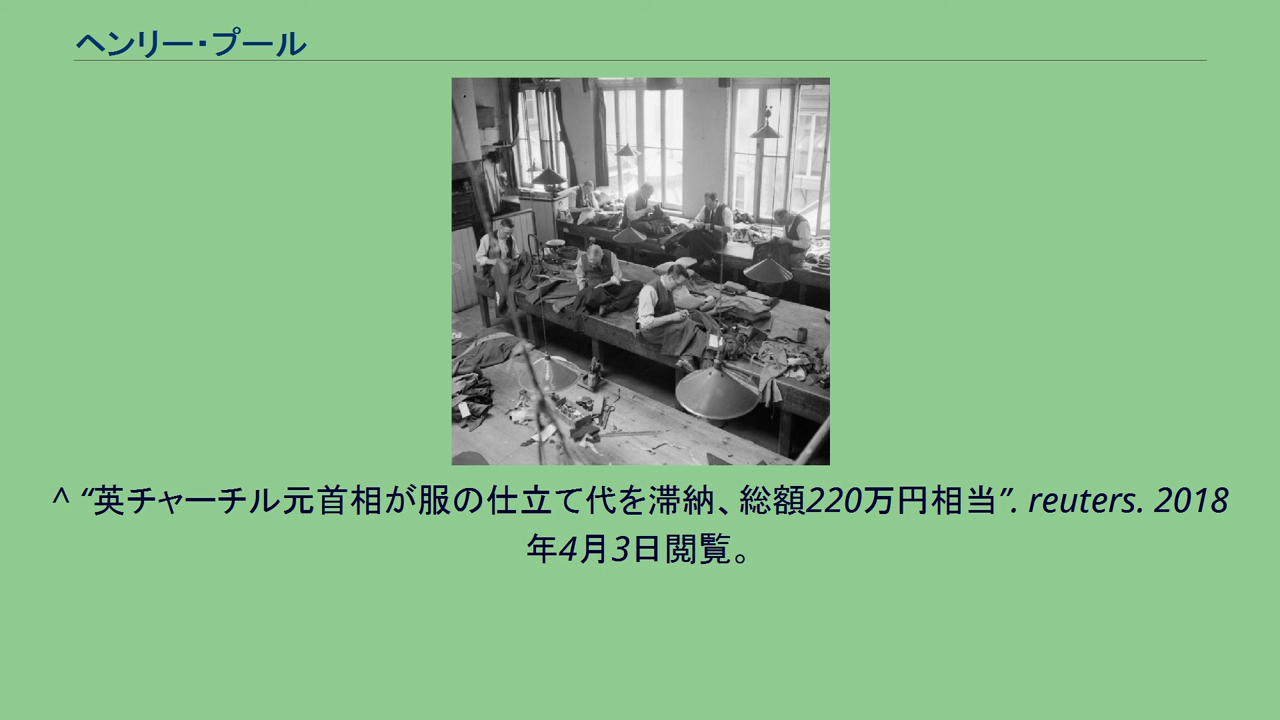 ヘンリー・プール
^ “英チャーチル元首相が服の仕立て代を滞納、総額220万円相当”. reuters. 2018
年4月3日閲覧。